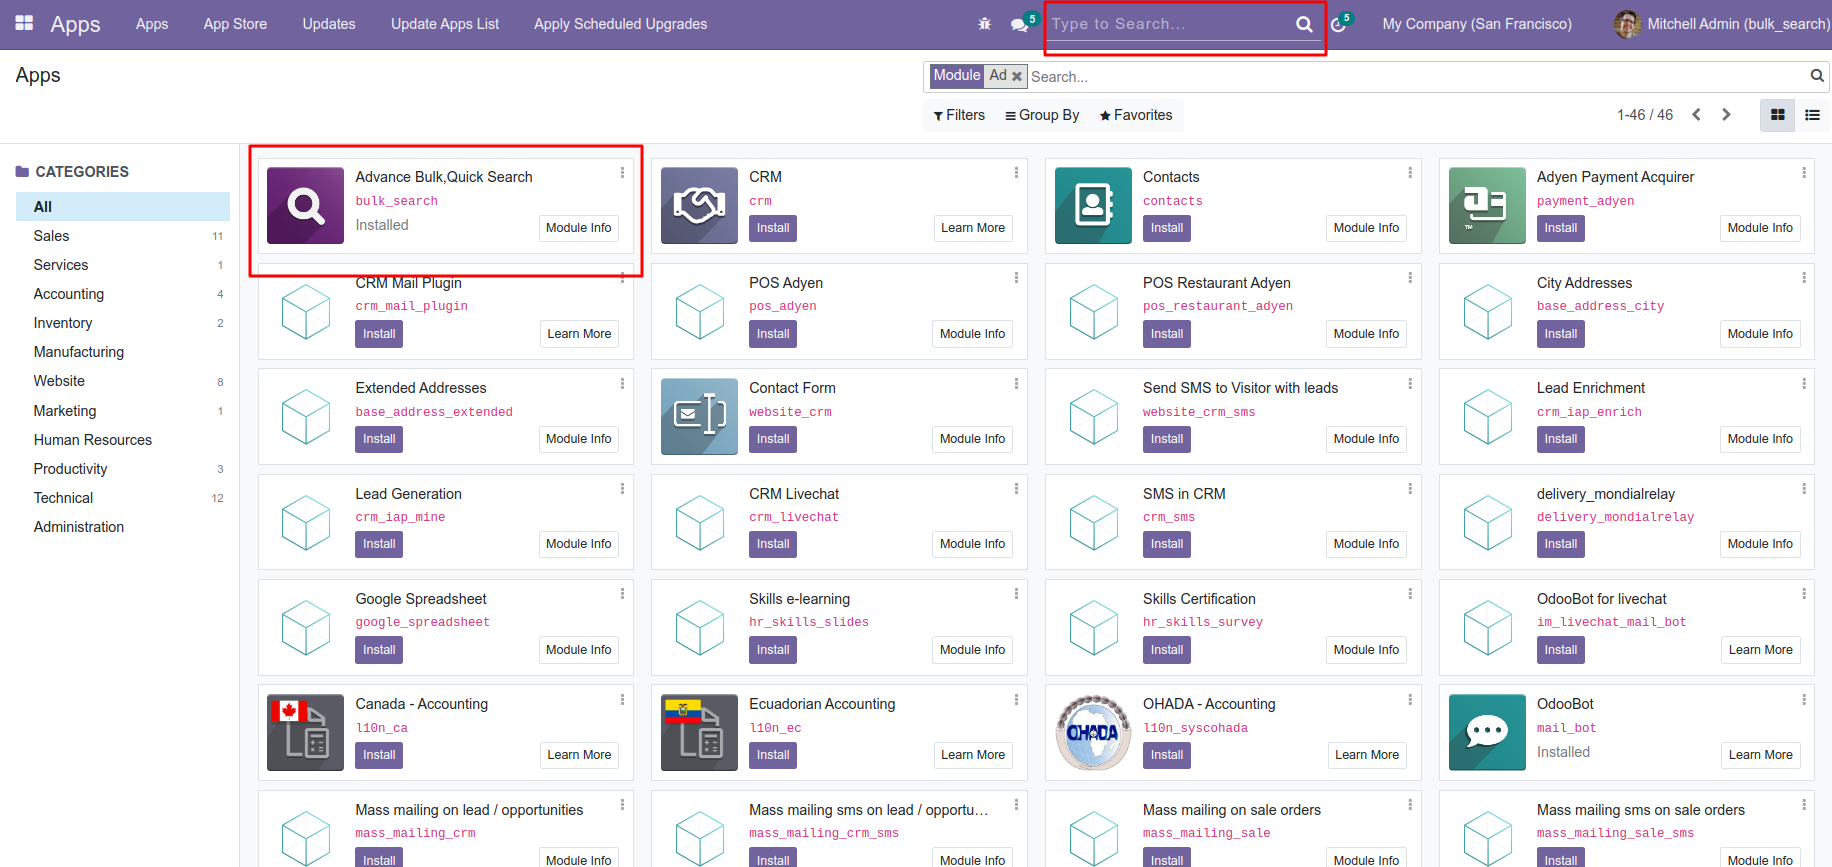 Apps Apps App Store Updates Update Apps List Apply Scheduled Upgrades 5 Type to Search... 5 My Company (San Francisco) Mitchell Admin (bulk_search)
Apps
Module Ad Search...
Filters Group By Favorites 1-46 / 46
CATEGORIES
All
Sales 11
Services 1
Accounting 4
Inventory 2
Manufacturing
Website 8
Marketing 1
Human Resources
Productivity 3
Technical 12
Administration
Advance Bulk,Quick Search
bulk_search
Installed Module Info
CRM
crm
Install Learn More
Contacts
contacts
Install Module Info
Adyen Payment Acquirer
payment_adyen
Install Module Info
TM
CRM Mail Plugin
crm_mail_plugin
Install Learn More
POS Adyen
pos_adyen
Install Module Info
POS Restaurant Adyen
pos_restaurant_adyen
Install Module Info
City Addresses
base_address_city
Install Module Info
Extended Addresses
base_address_extended
Install Module Info
Contact Form
website_crm
Install Module Info
Send SMS to Visitor with leads
website_crm_sms
Install Module Info
Lead Enrichment
crm_iap_enrich
Install Module Info
Lead Generation
crm_iap_mine
Install Module Info
CRM Livechat
crm_livechat
Install Module Info
SMS in CRM
crm_sms
Install Module Info
delivery_mondialrelay
delivery_mondialrelay
Install Module Info
Google Spreadsheet
google_spreadsheet
Install Module Info
Skills e-learning
hr_skills_slides
Install Module Info
Skills Certification
hr_skills_survey
Install Module Info
OdooBot for livechat
im_livechat_mail_bot
Install Learn More
Canada - Accounting
l10n_ca
Install Learn More
Ecuadorian Accounting
l10n_ec
Install Learn More
OHADA
OHADA - Accounting
l10n_syscohada
Install Learn More
OdooBot
mail_bot
Installed Learn More
Mass mailing on lead / opportunities
mass_mailing_crm
Install Module Info
Mass mailing sms on lead / opportu...
mass_mailing_crm_sms
Install Module Info
Mass mailing on sale orders
mass_mailing_sale
Install Module Info
Mass mailing sms on sale orders
mass_mailing_sale_sms
Install Module Info